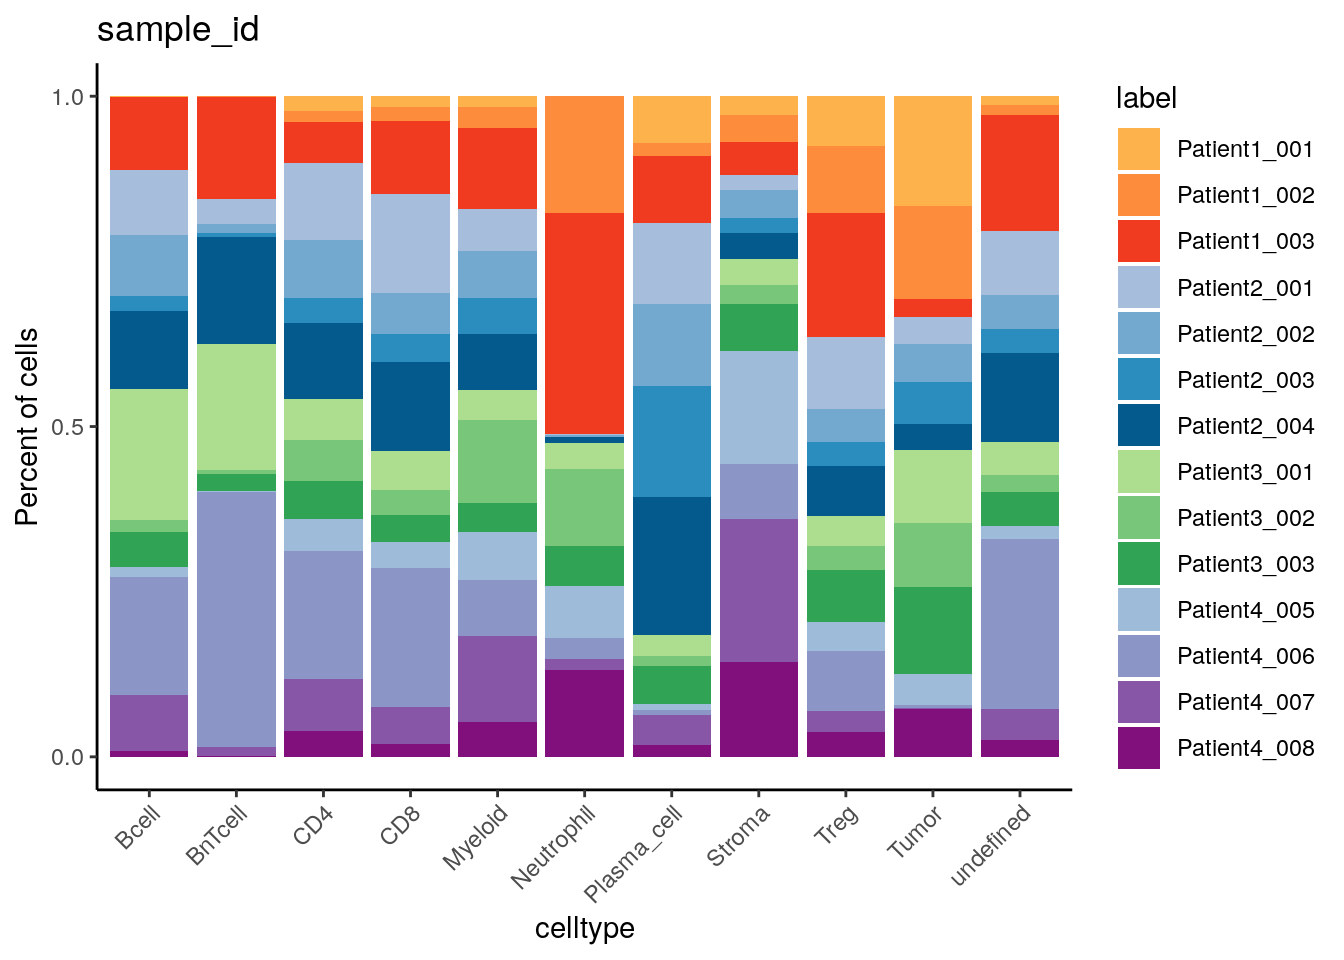 sample_id
Percent of cells
1.0
0.5
0.0
Bcell
BnTcell
CD4
CD8
Myeloid
Neutrophil
Plasma_cell
Stroma
Treg
Tumor
undefined
celltype
label
Patient1_001
Patient1_002
Patient1_003
Patient2_001
Patient2_002
Patient2_003
Patient2_004
Patient3_001
Patient3_002
Patient3_003
Patient4_005
Patient4_006
Patient4_007
Patient4_008